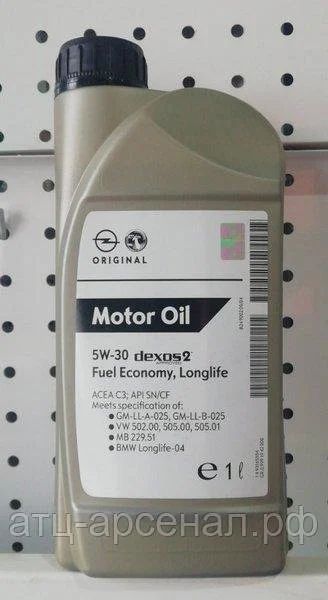 ORIGINAL
Motor Oil
5W-30 dexos2
Fuel Economy, Longlife
ACEA C3; API SN/CF
Meets specification of:
• GM-LL-A-025, GM-LL-B-025
• VW 502.00, 505.00, 505.01
• MB 229.51
• BMW Longlife-04
e 1 l
атц-арсенал.рф